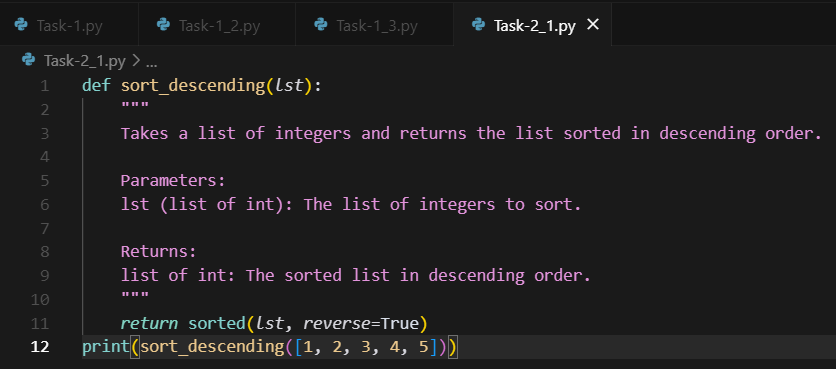 Task-1.py Task-1_2.py Task-1_3.py Task-2_1.py ✕
Task-2_1.py > ...
1 def sort_descending(lst):
2     """
3     Takes a list of integers and returns the list sorted in descending order.
4
5     Parameters:
6     lst (list of int): The list of integers to sort.
7
8     Returns:
9     list of int: The sorted list in descending order.
10     """
11     return sorted(lst, reverse=True)
12 print(sort_descending([1, 2, 3, 4, 5]))